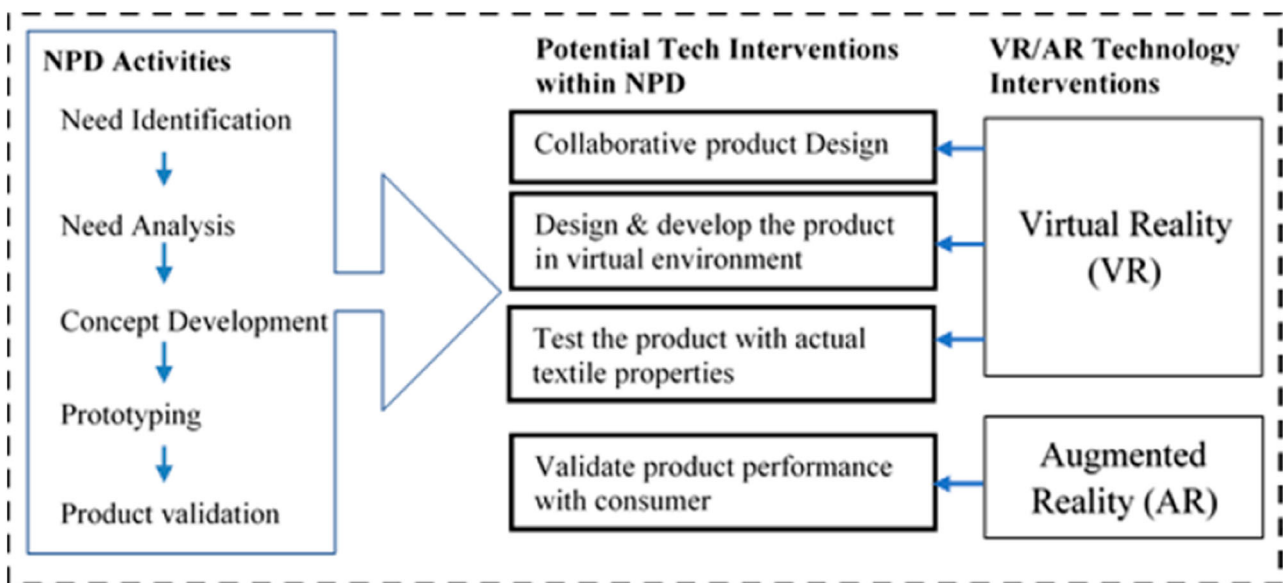 NPD Activities
Need Identification
Need Analysis
Concept Development
Prototyping
Product validation
Potential Tech Interventions
within NPD
Collaborative product Design
Design & develop the product
in virtual environment
Test the product with actual
textile properties
Validate product performance
with consumer
VR/AR Technology
Interventions
Virtual Reality
(VR)
Augmented
Reality (AR)